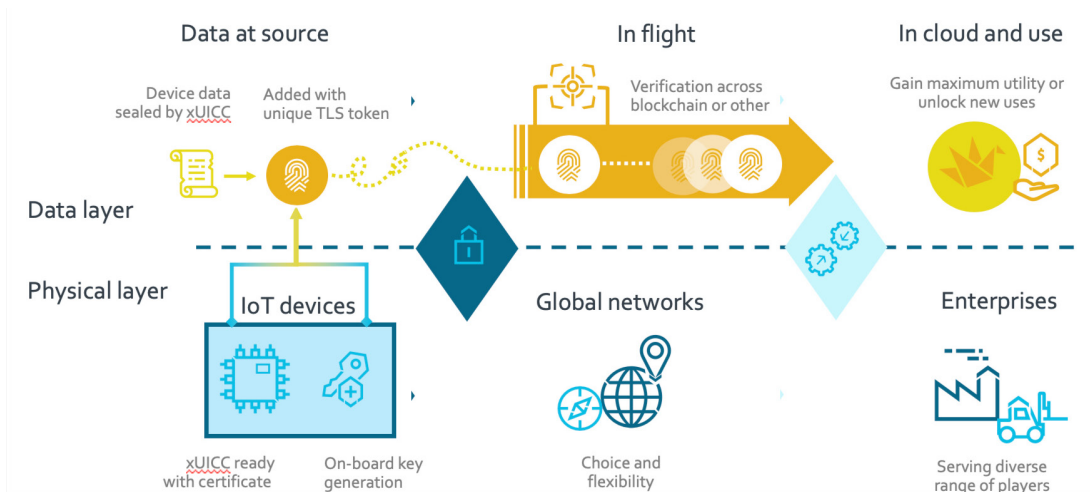 Data at source
In flight
In cloud and use
Device data
sealed by xUICC
Added with
unique TLS token
Verification across
blockchain or other
Gain maximum utility or
unlock new uses
$
Data layer
Physical layer
IoT devices
Global networks
Enterprises
xUICC ready
with certificate
On-board key
generation
Choice and
flexibility
Serving diverse
range of players